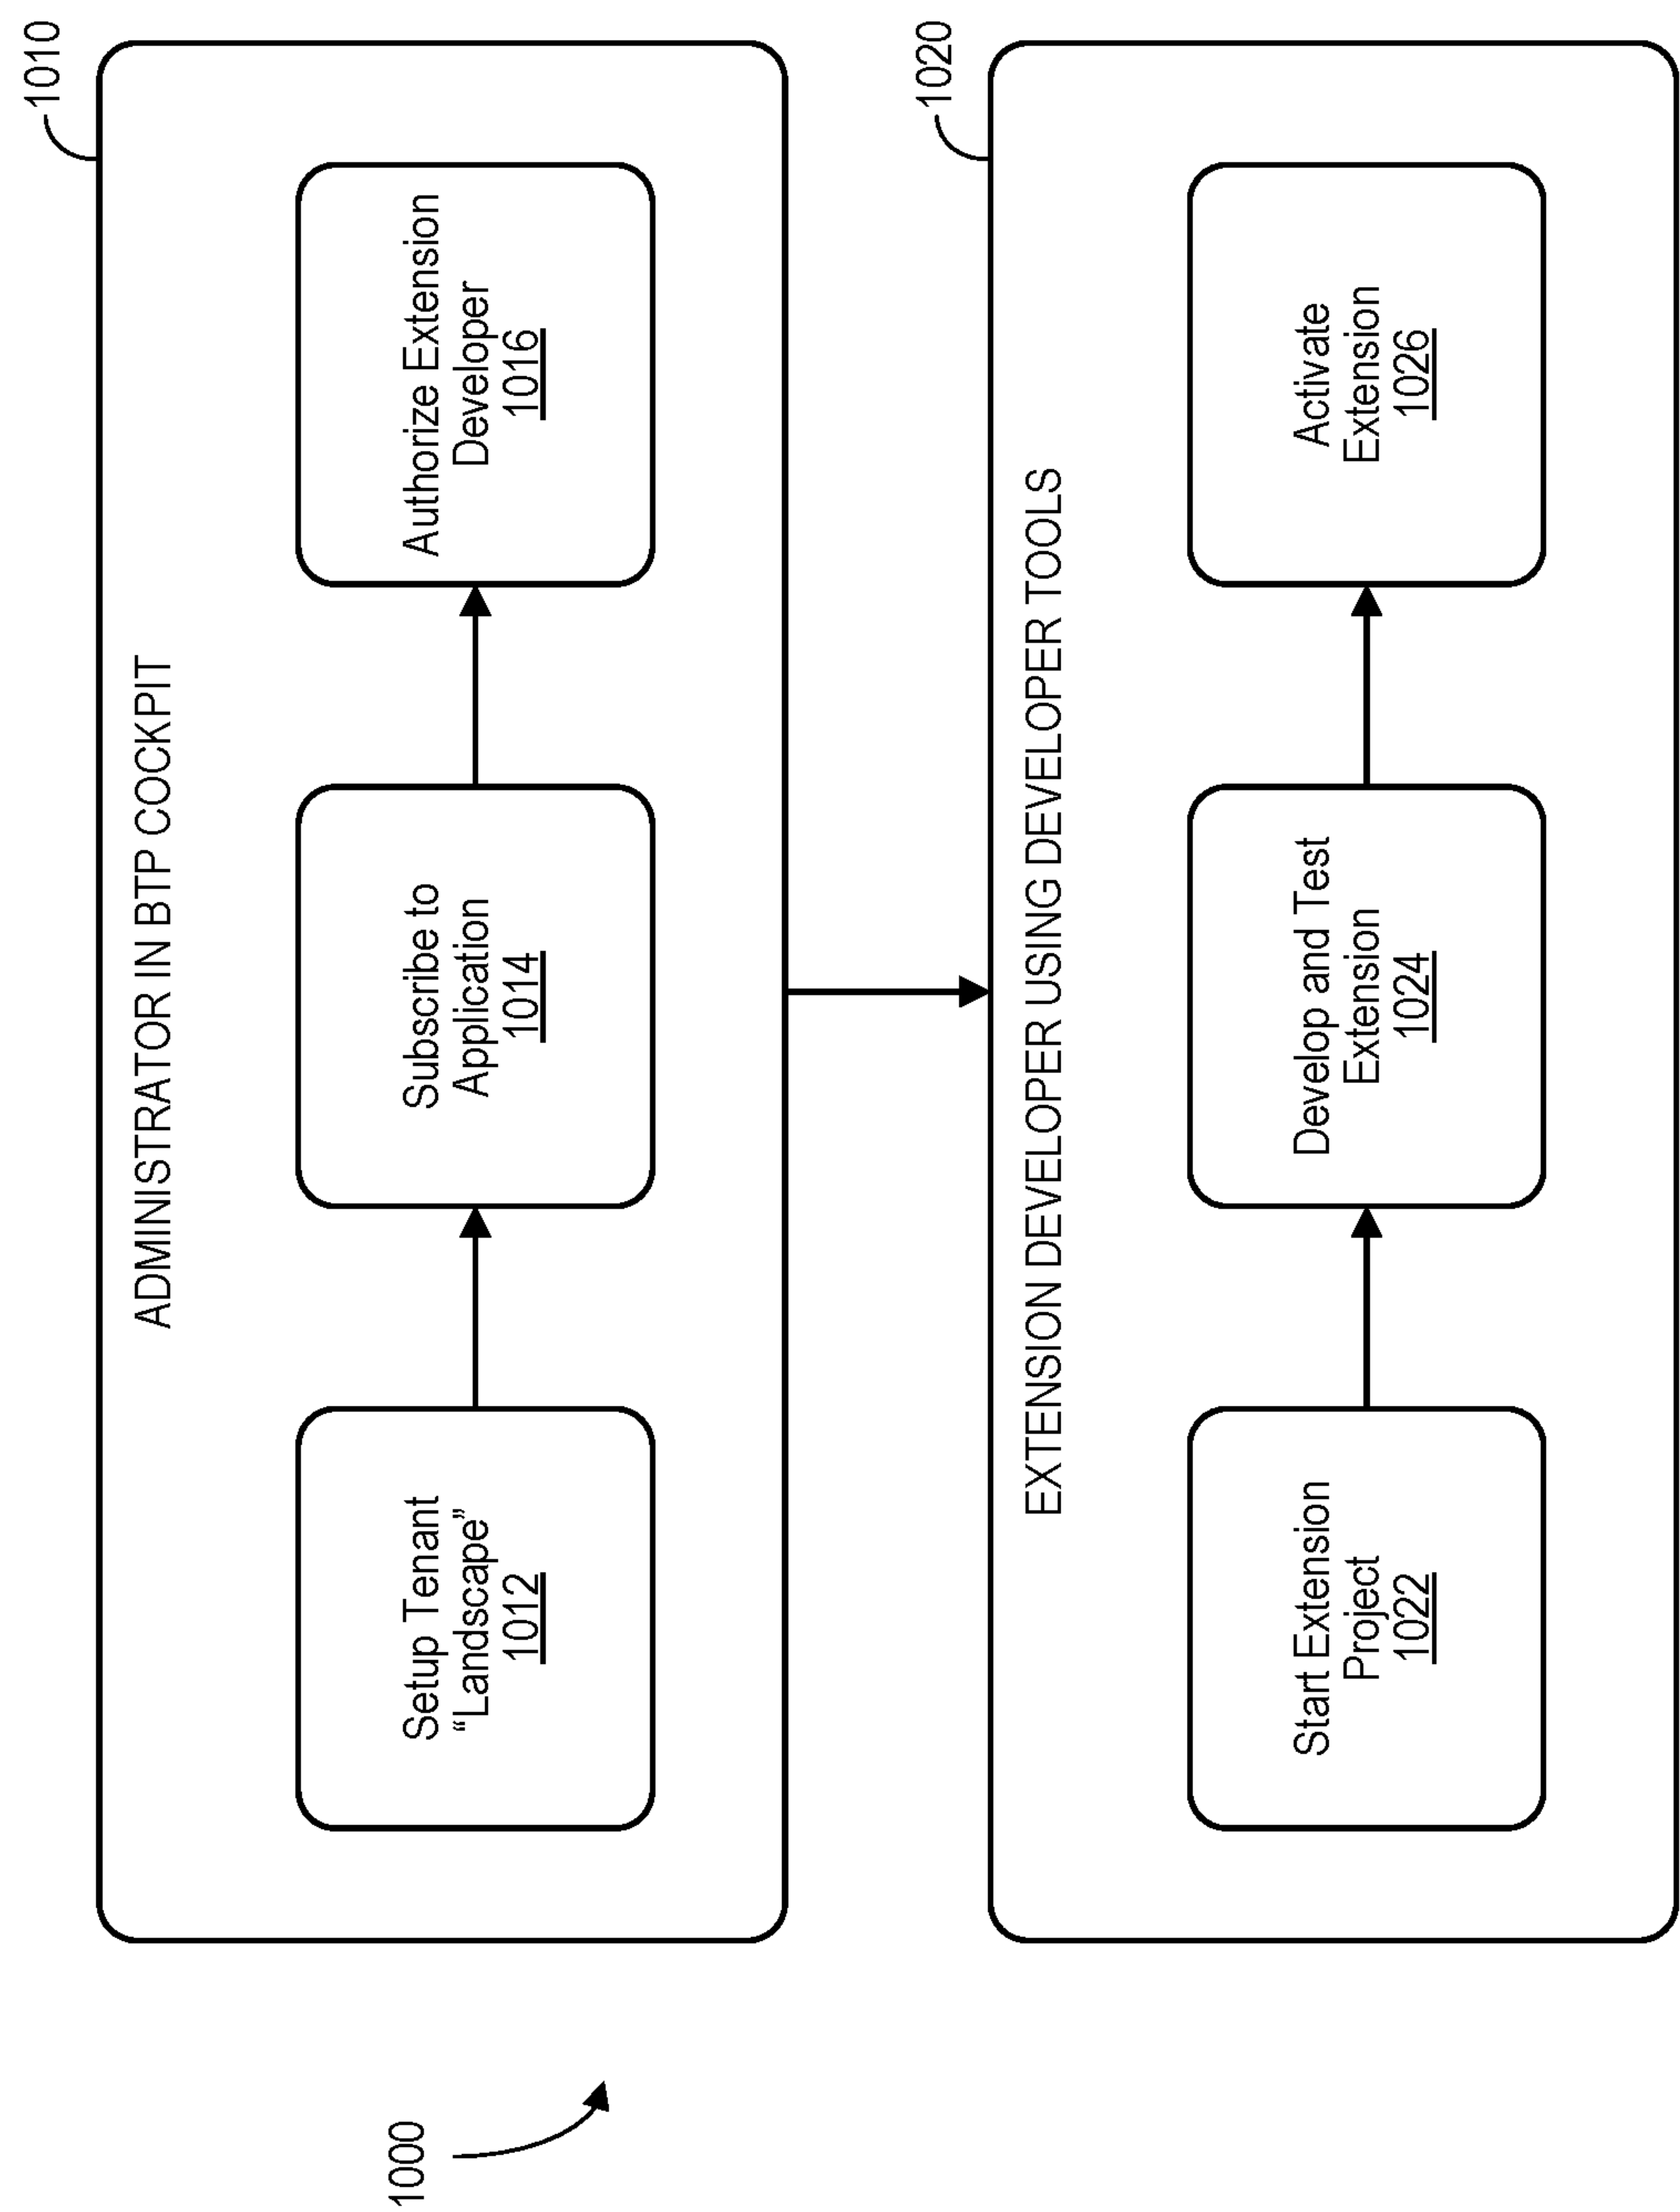 1000
1010
ADMINISTRATOR IN BTP COCKPIT
Setup Tenant
“Landscape”
1012
Subscribe to
Application
1014
Authorize Extension
Developer
1016
1020
EXTENSION DEVELOPER USING DEVELOPER TOOLS
Start Extension
Project
1022
Develop and Test
Extension
1024
Activate
Extension
1026